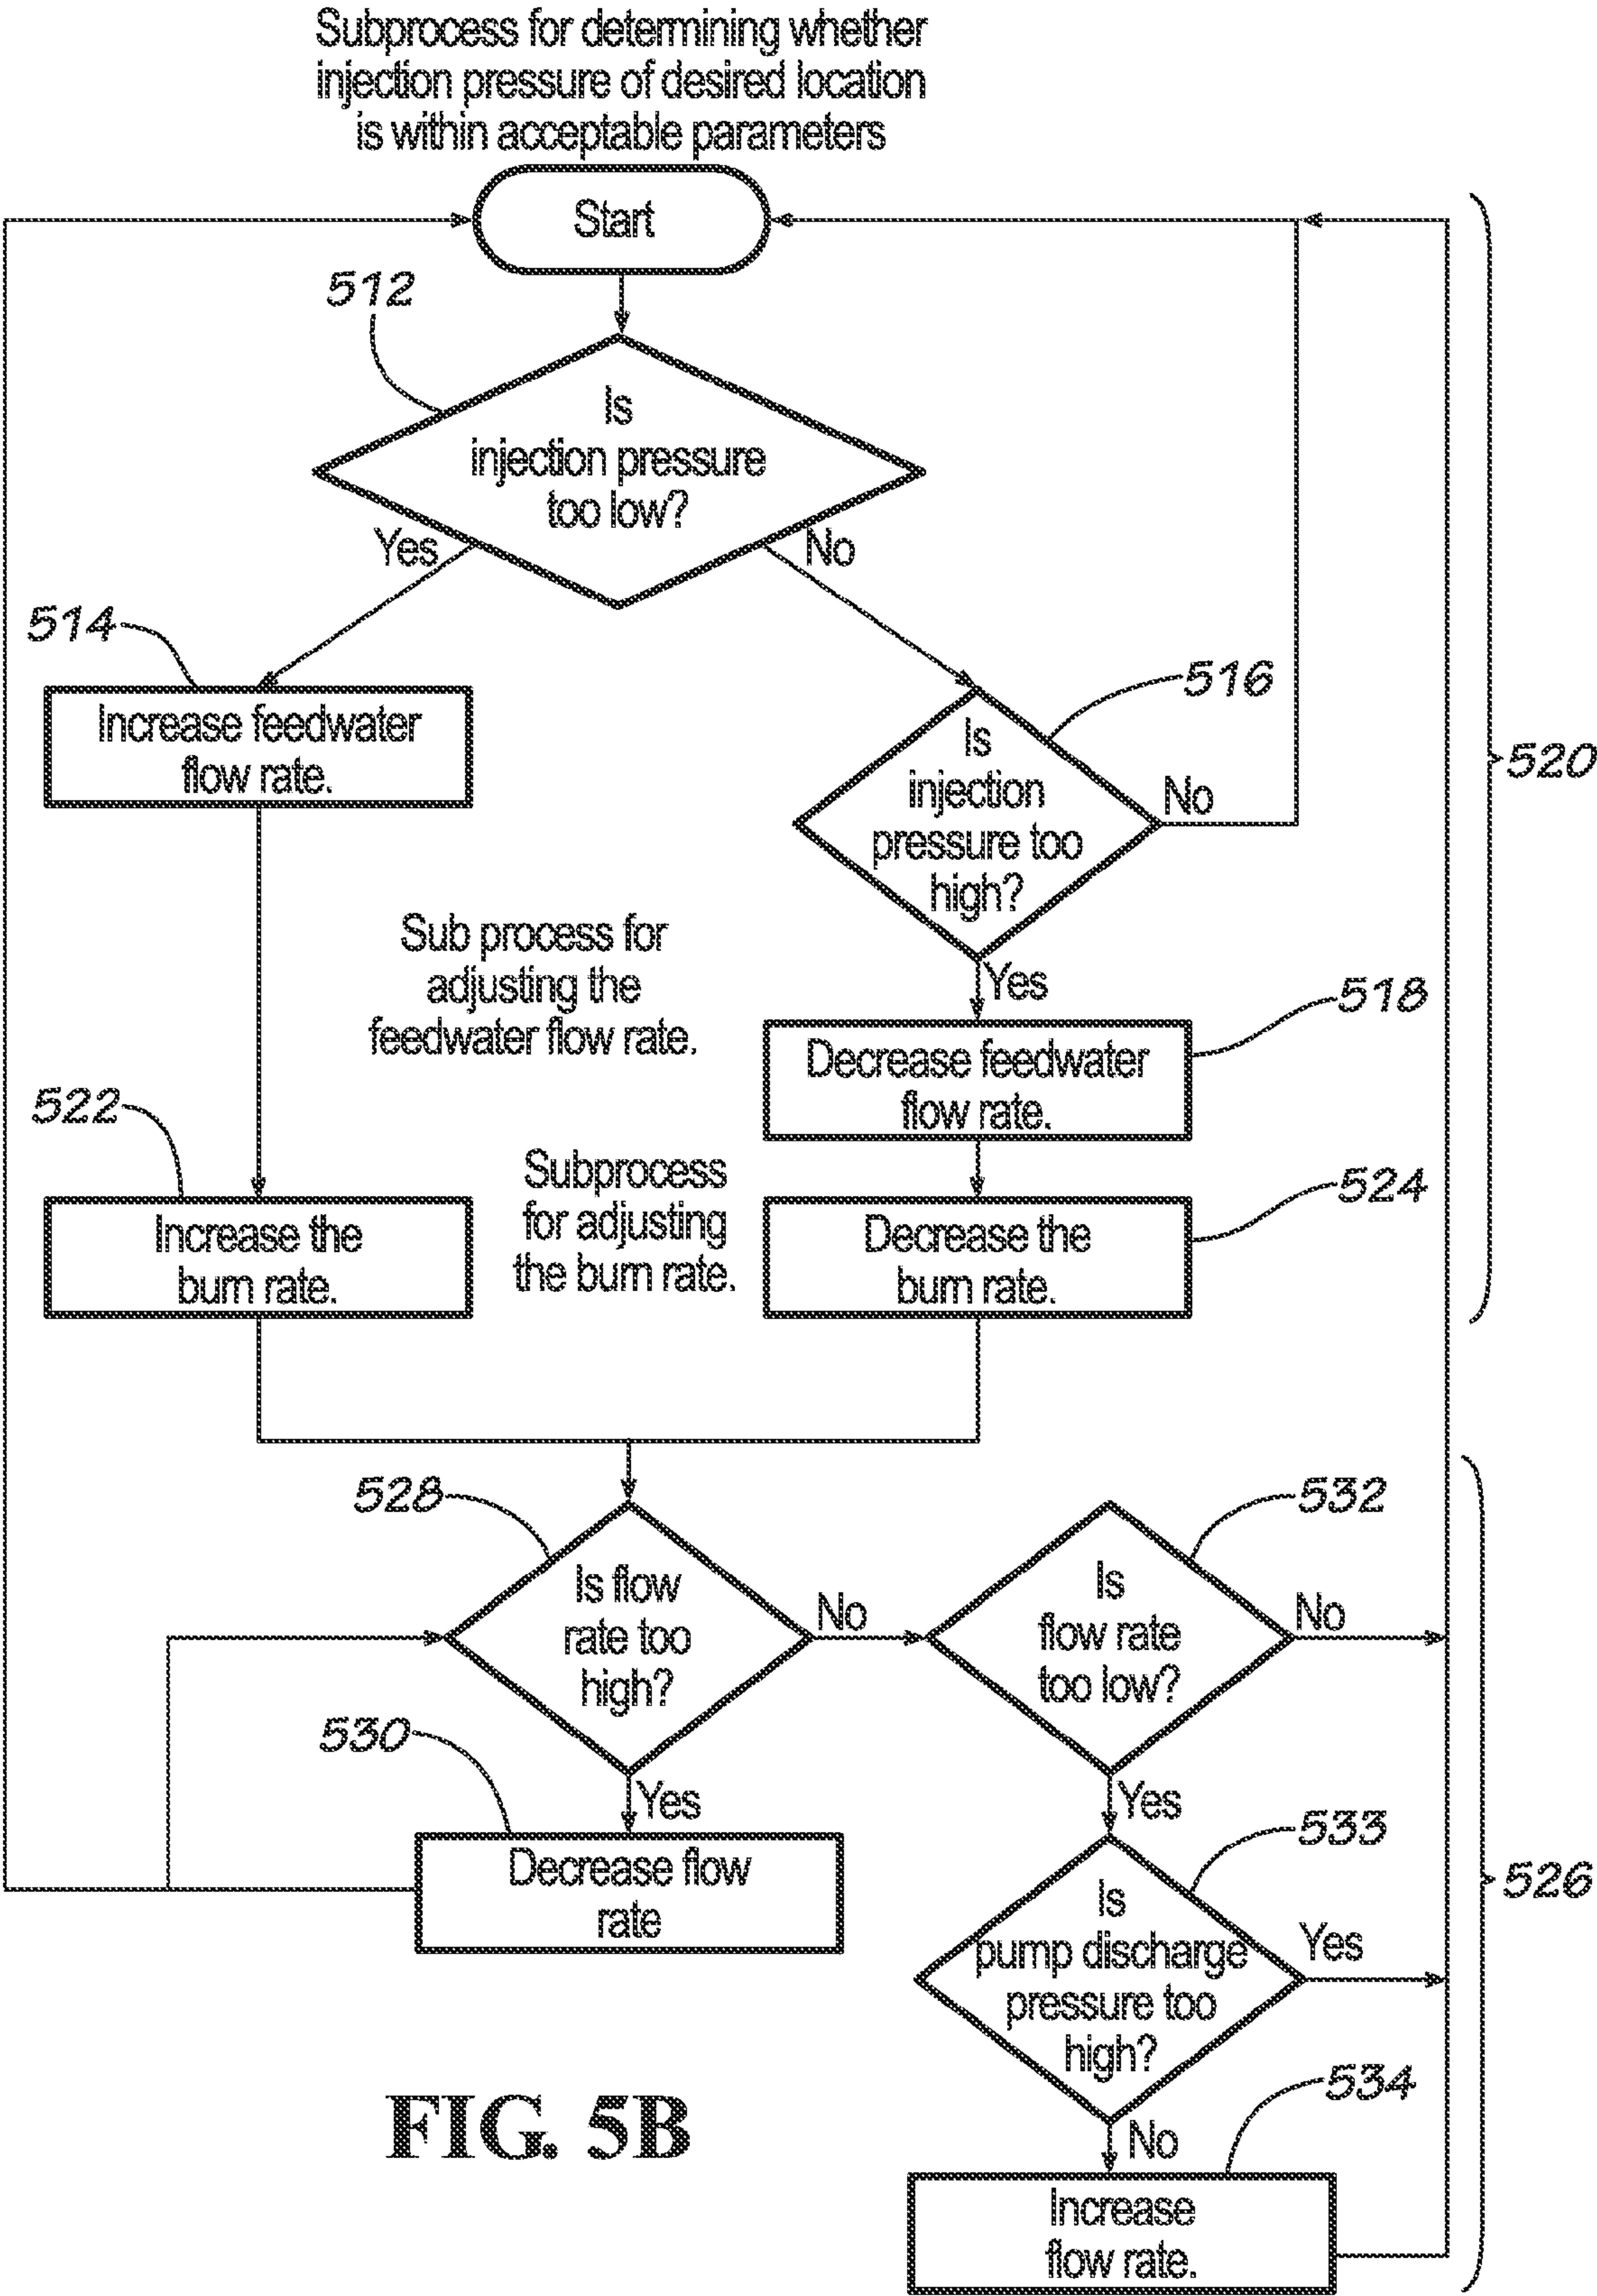 Subprocess for determining whether
injection pressure of desired location
is within acceptable parameters
Start
512
Is
injection pressure
too low?
Yes
No
514
Increase feedwater
flow rate.
516
Is
injection
pressure too
high?
No
Yes
520
Sub process for
adjusting the
feedwater flow rate.
518
Decrease feedwater
flow rate.
522
Increase the
burn rate.
Subprocess
for adjusting
the burn rate.
524
Decrease the
burn rate.
528
Is flow
rate too
high?
No
Yes
532
Is
flow rate
too low?
No
Yes
530
Decrease flow
rate
533
Is
pump discharge
pressure too
high?
Yes
No
526
534
Increase
flow rate.
FIG. 5B